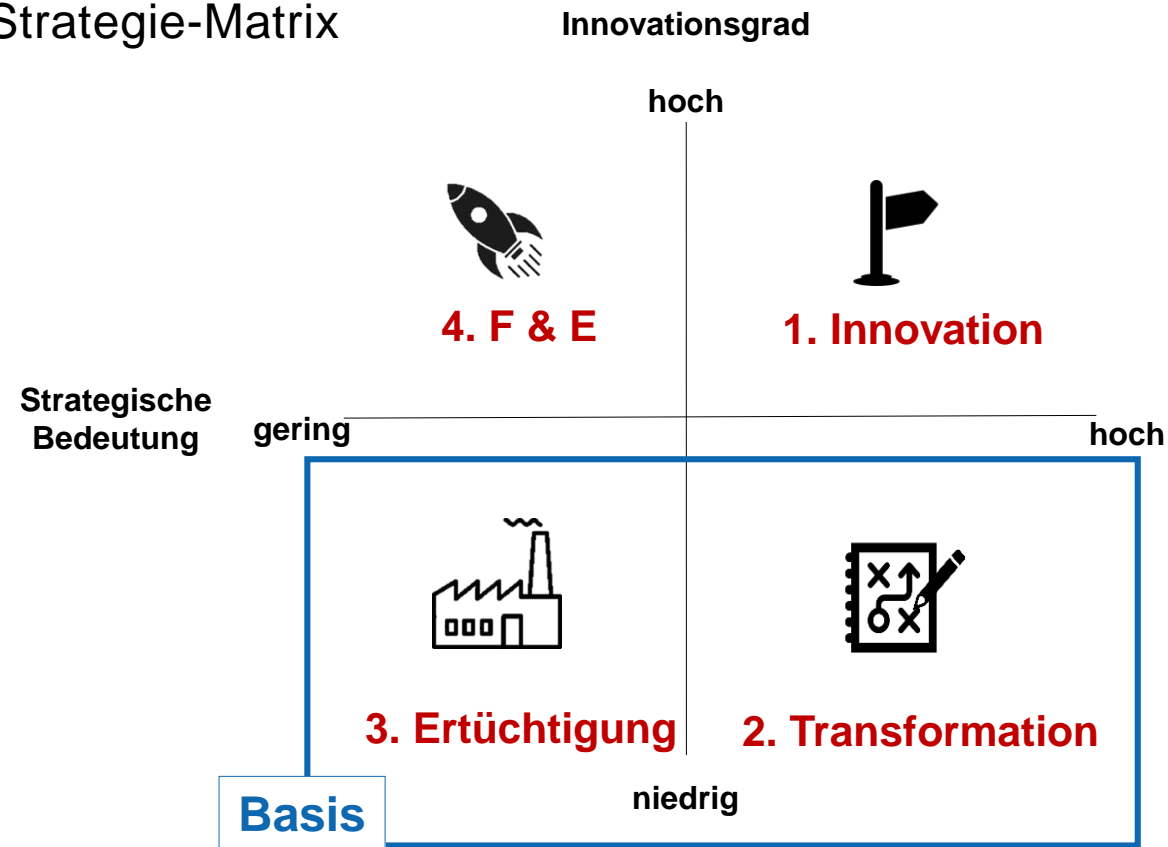 Strategie-Matrix
Innovationsgrad
hoch
4. F & E
1. Innovation
Strategische
Bedeutung
gering
hoch
3. Ertüchtigung
2. Transformation
niedrig
Basis